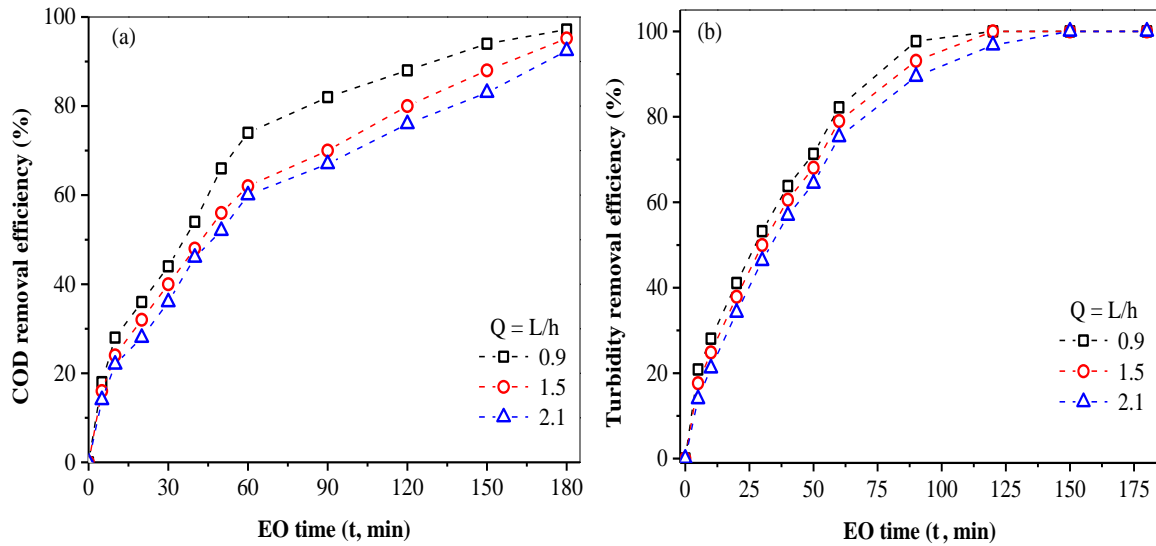 (a)
COD removal efficiency (%)
100
80
60
40
20
0
0 30 60 90 120 150 180
EO time (t, min)
Q = L/h
0.9
1.5
2.1
(b)
Turbidity removal efficiency (%)
100
80
60
40
20
0
0 25 50 75 100 125 150 175
EO time (t , min)
Q = L/h
0.9
1.5
2.1